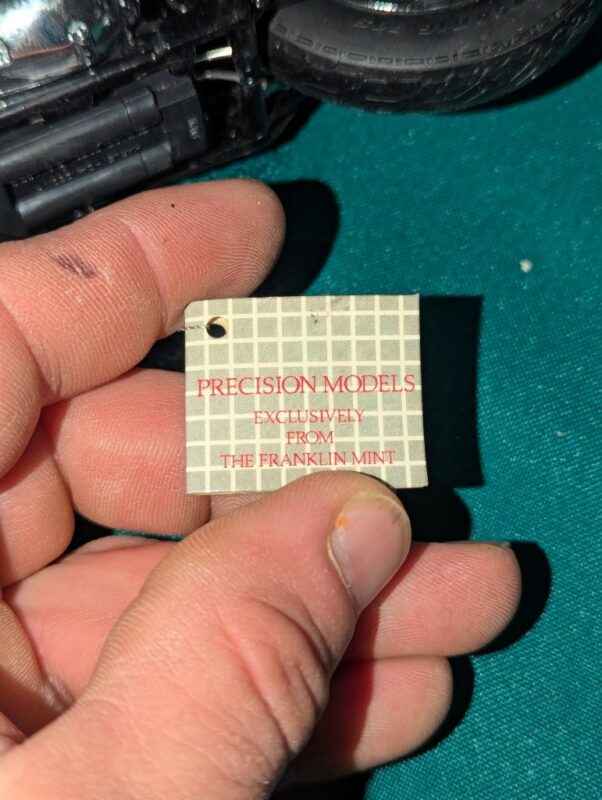 PRECISION MODELS
EXCLUSIVELY
FROM
THE FRANKLIN MINT